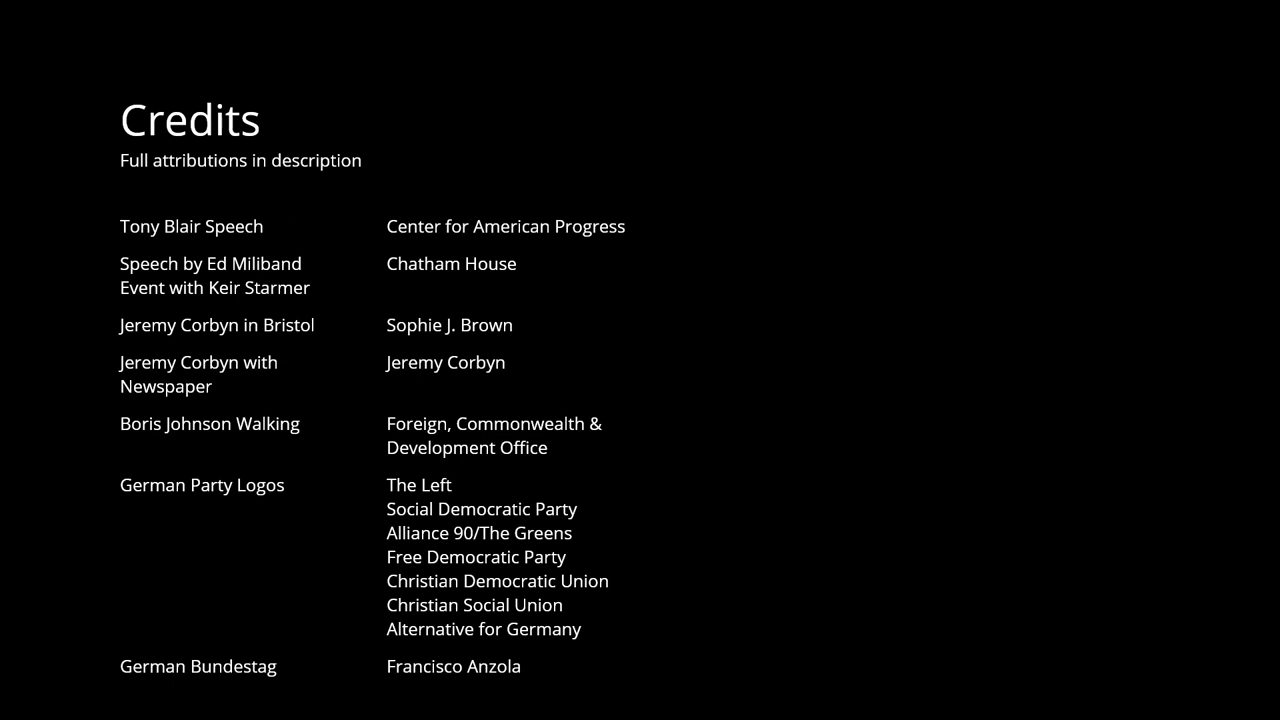 Credits
Full attributions in description
Tony Blair Speech
Center for American Progress
Speech by Ed Miliband
Event with Keir Starmer
Chatham House
Jeremy Corbyn in Bristol
Sophie J. Brown
Jeremy Corbyn with
Newspaper
Jeremy Corbyn
Boris Johnson Walking
Foreign, Commonwealth &
Development Office
German Party Logos
The Left
Social Democratic Party
Alliance 90/The Greens
Free Democratic Party
Christian Democratic Union
Christian Social Union
Alternative for Germany
German Bundestag
Francisco Anzola